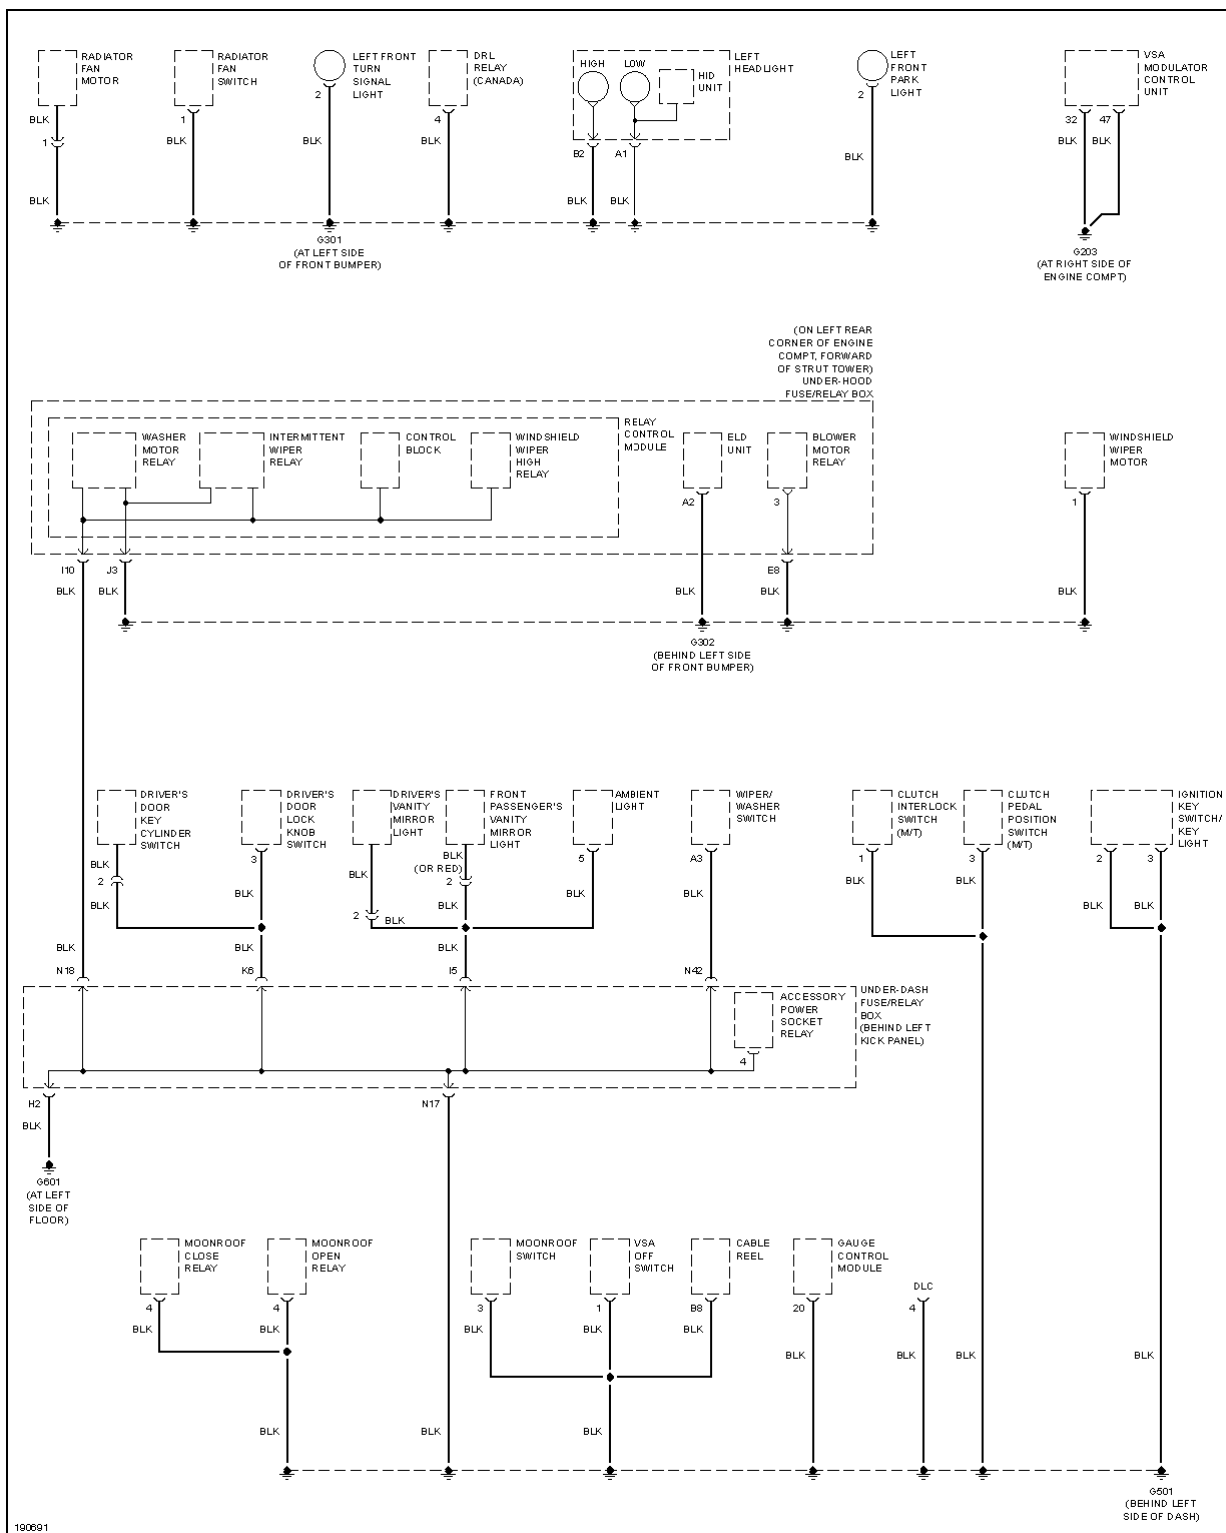 RADIATOR
FAN
MOTOR
RADIATOR
FAN
SWITCH
LEFT FRONT
TURN
SIGNAL
LIGHT
DRL
RELAY
(CANADA)
HIGH
LOW
HID
UNIT
LEFT
HEADLIGHT
LEFT
FRONT
PARK
LIGHT
VSA
MODULATOR
CONTROL
UNIT
2
2
BLK
1
4
32
47
1
BLK
BLK
BLK
B2
A1
BLK
BLK
BLK
BLK
BLK
BLK
BLK
G301
(AT LEFT SIDE
OF FRONT BUMPER)
G203
(AT RIGHT SIDE OF
ENGINE COMPT)
(ON LEFT REAR
CORNER OF ENGINE
COMPT, FORWARD
OF STRUT TOWER)
UNDER-HOOD
FUSE/RELAY BOX
WASHER
MOTOR
RELAY
INTERMITTENT
WIPER
RELAY
CONTROL
BLOCK
WINDSHIELD
WIPER
HIGH
RELAY
RELAY
CONTROL
MODULE
ELD
UNIT
BLOWER
MOTOR
RELAY
WINDSHIELD
WIPER
MOTOR
A2
3
1
I10
J3
E8
BLK
BLK
BLK
BLK
BLK
G302
(BEHIND LEFT SIDE
OF FRONT BUMPER)
DRIVER'S
DOOR
KEY
CYLINDER
SWITCH
DRIVER'S
DOOR
LOCK
KNOB
SWITCH
DRIVER'S
VANITY
MIRROR
LIGHT
FRONT
PASSENGER'S
VANITY
MIRROR
LIGHT
AMBIENT
LIGHT
WIPER/
WASHER
SWITCH
CLUTCH
INTERLOCK
SWITCH
(M/T)
CLUTCH
PEDAL
POSITION
SWITCH
(M/T)
IGNITION
KEY
SWITCH/
KEY
LIGHT
BLK
3
BLK
(OR RED)
5
A3
1
3
2
3
2
BLK
2
BLK
BLK
BLK
BLK
BLK
BLK
BLK
BLK
BLK
2
BLK
BLK
BLK
BLK
BLK
N18
K6
I5
N42
ACCESSORY
POWER
SOCKET
RELAY
UNDER-DASH
FUSE/RELAY
BOX
(BEHIND LEFT
KICK PANEL)
4
H2
N17
BLK
G601
(AT LEFT
SIDE OF
FLOOR)
MOONROOF
CLOSE
RELAY
MOONROOF
OPEN
RELAY
MOONROOF
SWITCH
VSA
OFF
SWITCH
CABLE
REEL
GAUGE
CONTROL
MODULE
DLC
4
4
3
1
B8
20
4
BLK
BLK
BLK
BLK
BLK
BLK
BLK
BLK
BLK
BLK
BLK
BLK
G501
(BEHIND LEFT
SIDE OF DASH)
190691